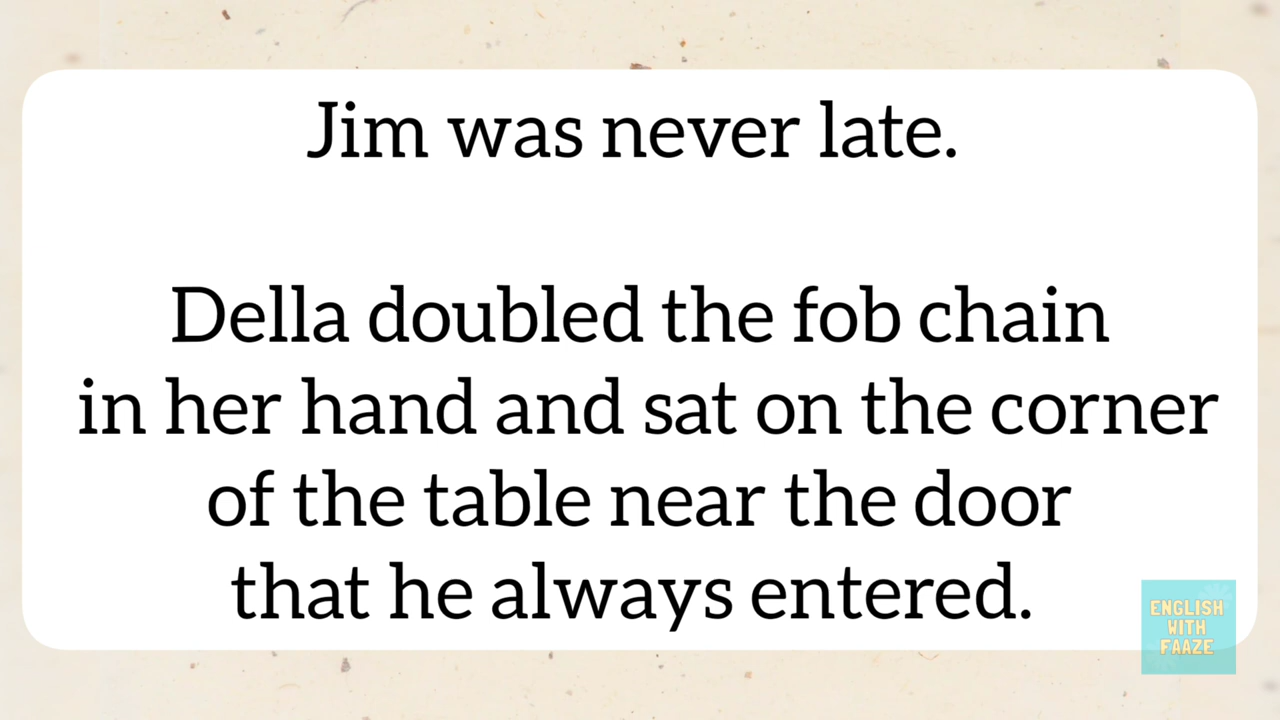 Jim was never late.
Della doubled the fob chain
in her hand and sat on the corner
of the table near the door
that he always entered.
ENGLISH
WITH
FAAZE